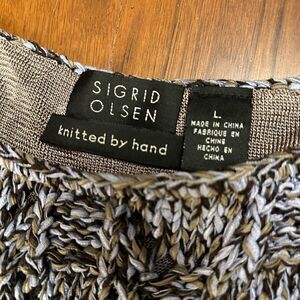 SIGRID
OLSEN
knitted by hand
L
MADE IN CHINA
FABRIQUE EN
CHINE
HECHO EN
CHINA